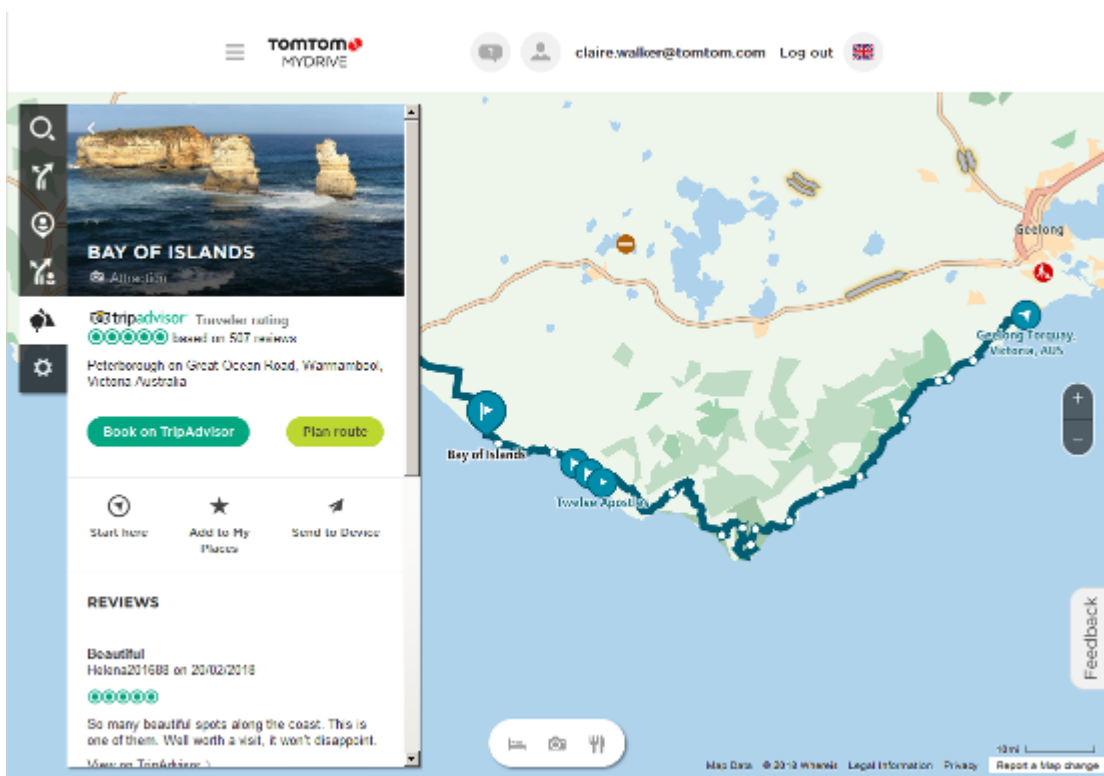 TOMTOM
MYDRIVE
claire.walker@tomtom.com Log out
BAY OF ISLANDS
Attraction
tripadvisor Traveler rating
based on 507 reviews
Peterborough on Great Ocean Road, Warrnambool,
Victoria Australia
Book on TripAdvisor
Plan route
Start here
Add to My
Places
Send to Device
REVIEWS
Beautiful
Helena201688 on 20/02/2018
So many beautiful spots along the coast. This is
one of them. Well worth a visit, it won't disappoint.
View on TripAdvisor >
Geelong
Geelong Torquay,
Victoria, AUS
Bay of Islands
Twelve Apostles
+
−
Feedback
10mi
Map Data © 2018 Whereis Legal Information Privacy Report a Map change